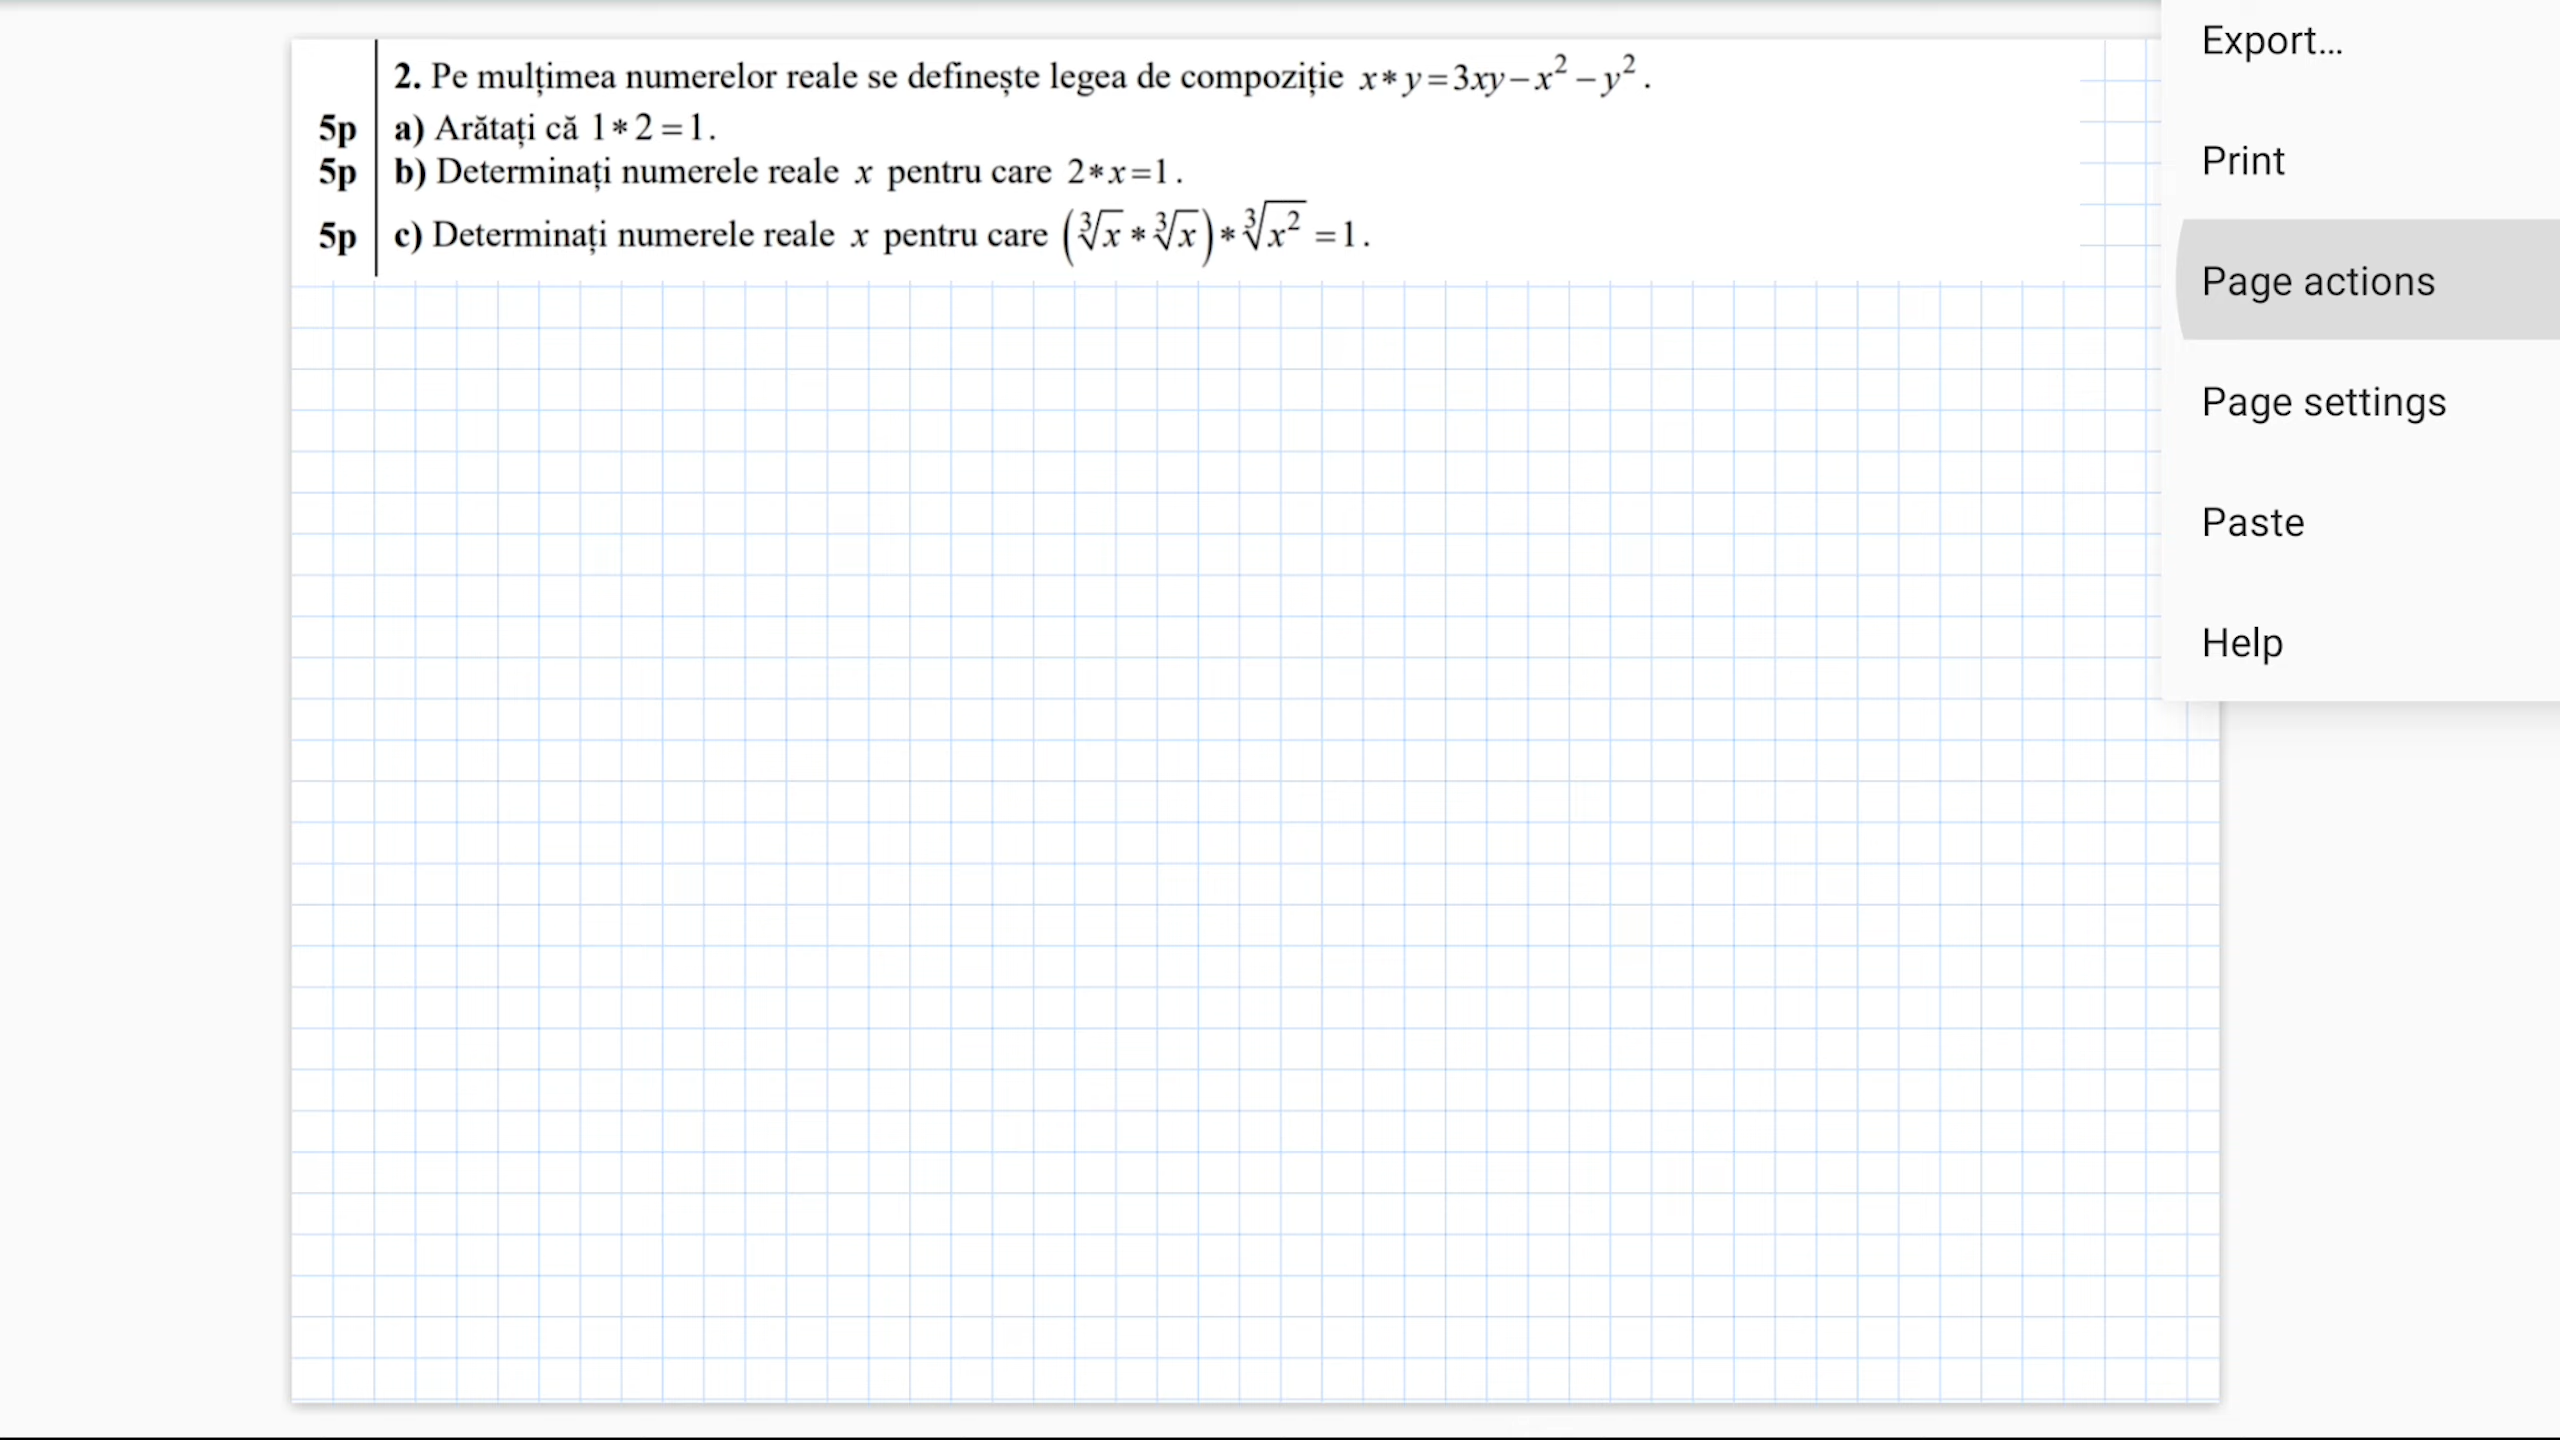 2. Pe mulțimea numerelor reale se definește legea de compoziție x*y=3xy−x²−y².
5p a) Arătați că 1*2=1.
5p b) Determinați numerele reale x pentru care 2*x=1.
5p c) Determinați numerele reale x pentru care (∛x*∛x)*∛x²=1.
Export...
Print
Page actions
Page settings
Paste
Help